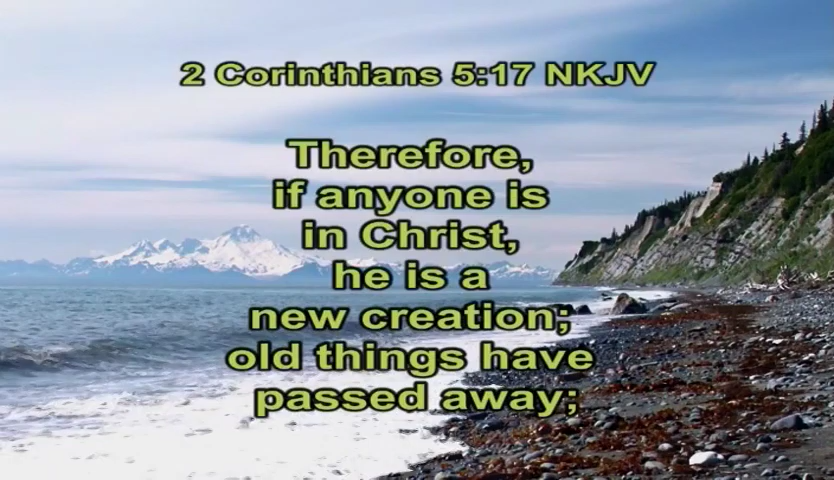 2 Corinthians 5:17 NKJV
Therefore,
if anyone is
in Christ,
he is a
new creation;
old things have
passed away;